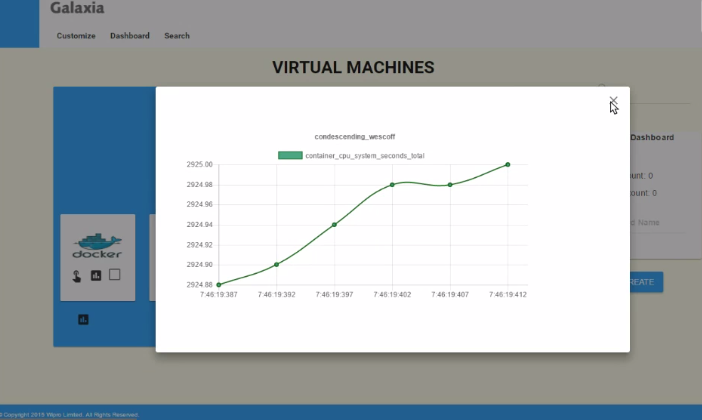 Galaxia
Customize Dashboard Search
VIRTUAL MACHINES
condescending_wescoff
container_cpu_system_seconds_total
2925.00
2924.98
2924.96
2924.94
2924.92
2924.90
2924.88
7:46:19:387 7:46:19:392 7:46:19:397 7:46:19:402 7:46:19:407 7:46:19:412
/Dashboard
unt: 0
ount: 0
Name
REATE
docker
Copyright 2015 Wipro Limited. All Rights Reserved.